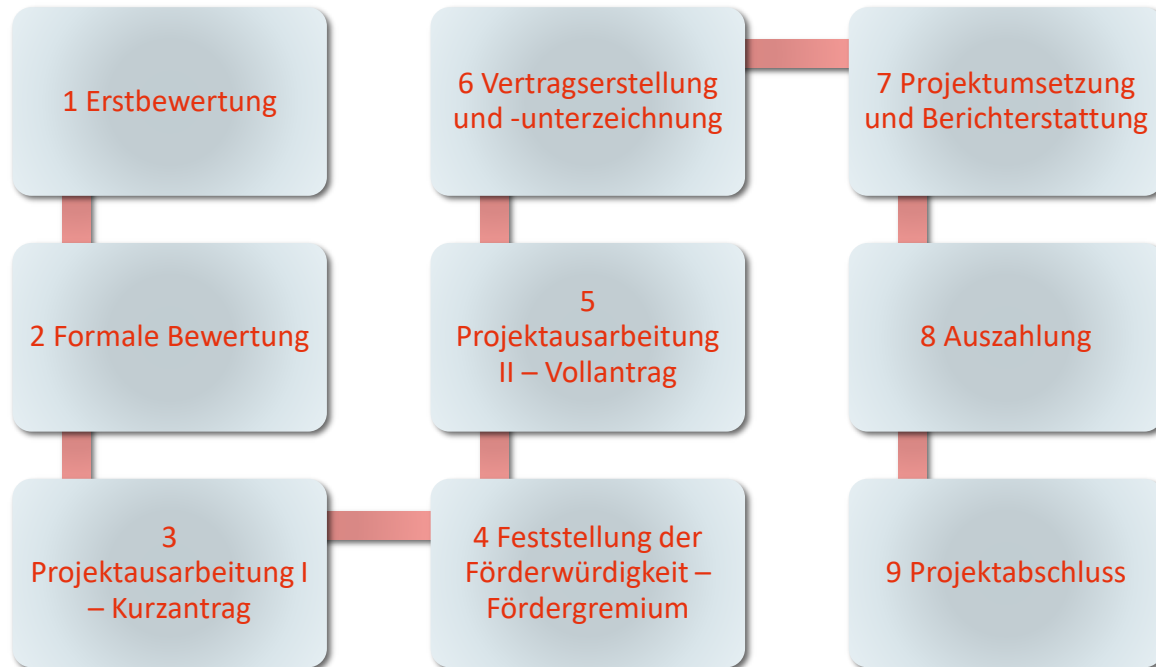 1 Erstbewertung
2 Formale Bewertung
3
Projektausarbeitung I
– Kurzantrag
4 Feststellung der
Förderwürdigkeit –
Fördergremium
5
Projektausarbeitung
II – Vollantrag
6 Vertragserstellung
und -unterzeichnung
7 Projektumsetzung
und Berichterstattung
8 Auszahlung
9 Projektabschluss